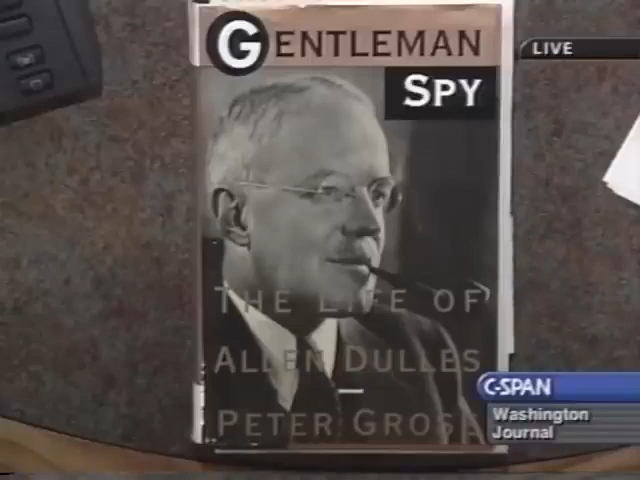 GENTLEMAN
SPY
LIVE
THE LIFE OF
ALLEN DULLES
PETER GROSE
C-SPAN
Washington
Journal